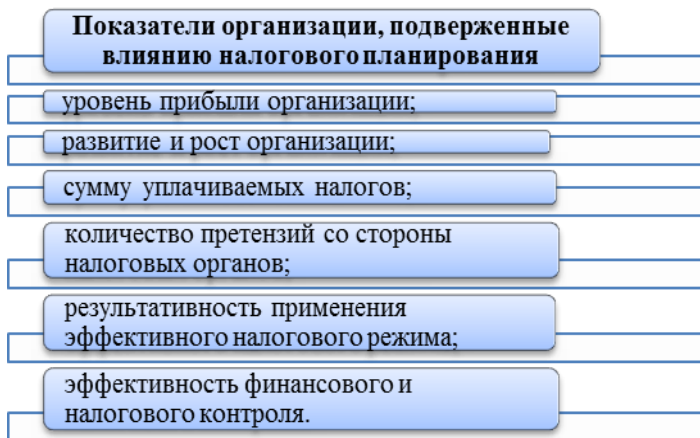 Показатели организации, подверженные
влиянию налогового планирования
уровень прибыли организации;
развитие и рост организации;
сумму уплачиваемых налогов;
количество претензий со стороны
налоговых органов;
результативность применения
эффективного налогового режима;
эффективность финансового и
налогового контроля.